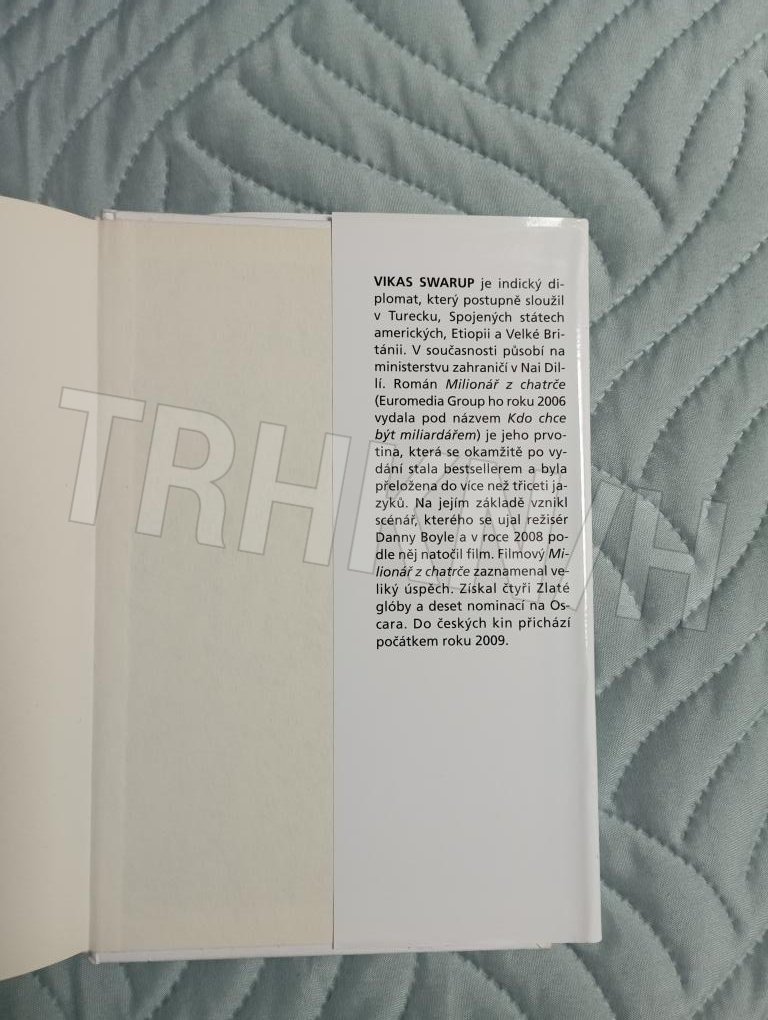 VIKAS SWARUP je indický di-
plomat, který postupně sloužil
v Turecku, Spojených státech
amerických, Etiopii a Velké Bri-
tánii. V současnosti působí na
ministerstvu zahraničí v Nai Dil-
lí. Román Milionář z chatrče
(Euromedia Group ho roku 2006
vydala pod názvem Kdo chce
být miliardářem) je jeho prvo-
tina, která se okamžitě po vy-
dání stala bestsellerem a byla
přeložena do více než třiceti ja-
zyků. Na jejím základě vznikl
scénář, kterého se ujal režisér
Danny Boyle a v roce 2008 po-
dle něj natočil film. Filmový Mi-
lionář z chatrče zaznamenal ve-
liký úspěch. Získal čtyři Zlaté
glóby a deset nominací na Os-
cara. Do českých kin přichází
počátkem roku 2009.
TRHKNIH